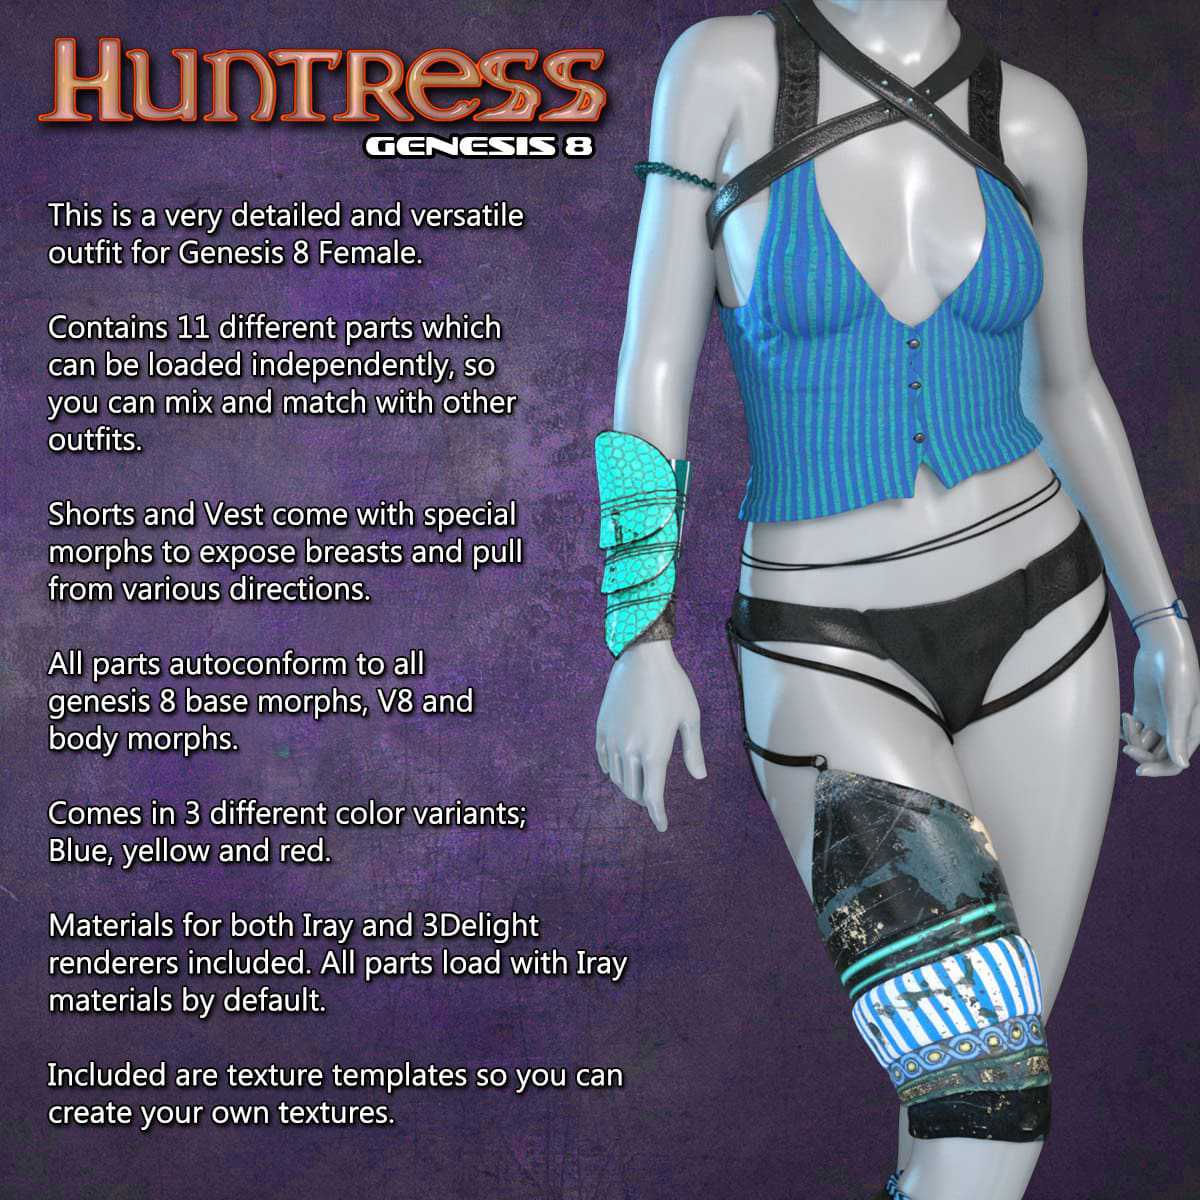 Huntress
GENESIS 8
This is a very detailed and versatile
outfit for Genesis 8 Female.
Contains 11 different parts which
can be loaded independently, so
you can mix and match with other
outfits.
Shorts and Vest come with special
morphs to expose breasts and pull
from various directions.
All parts autoconform to all
genesis 8 base morphs, V8 and
body morphs.
Comes in 3 different color variants;
Blue, yellow and red.
Materials for both Iray and 3Delight
renderers included. All parts load with Iray
materials by default.
Included are texture templates so you can
create your own textures.